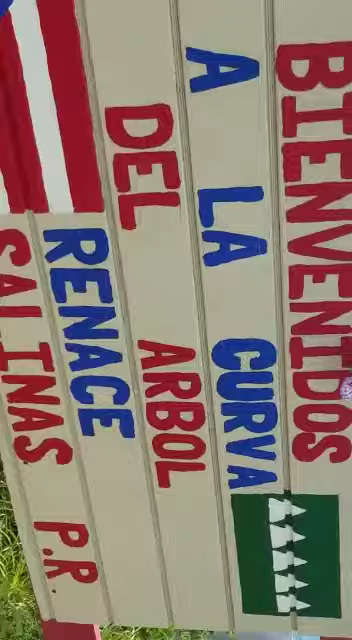 BIENVENIDOS
A LA CURVA
DEL ARBOL
RENACE
SALINAS P.R.